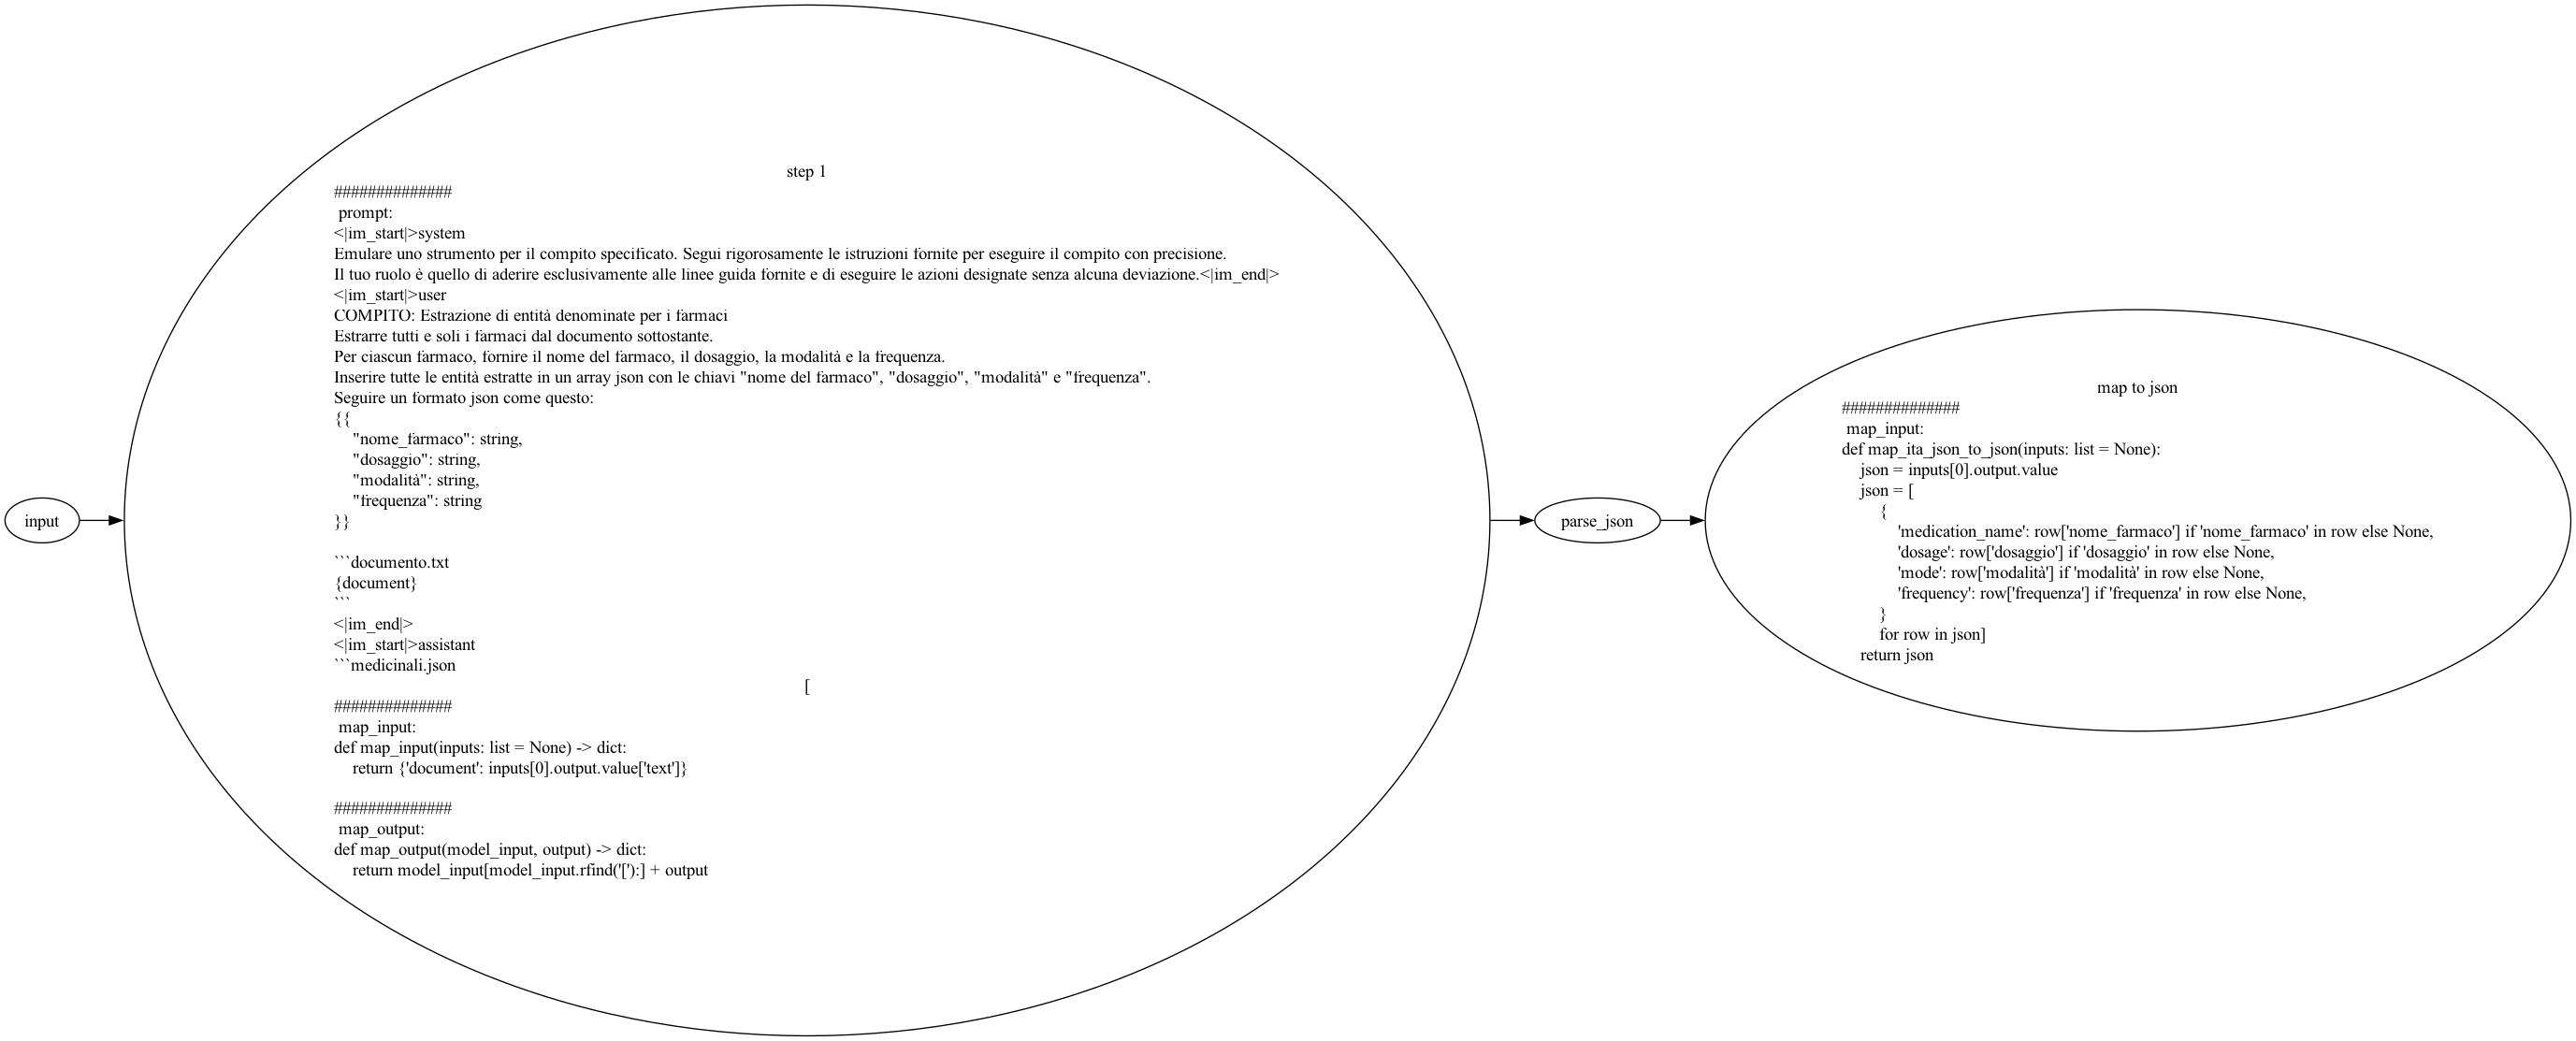 input
step 1
##############
prompt:
<|im_start|>system
Emulare uno strumento per il compito specificato. Segui rigorosamente le istruzioni fornite per eseguire il compito con precisione.
Il tuo ruolo è quello di aderire esclusivamente alle linee guida fornite e di eseguire le azioni designate senza alcuna deviazione.<|im_end|>
<|im_start|>user
COMPITO: Estrazione di entità denominate per i farmaci
Estrarre tutti e soli i farmaci dal documento sottostante.
Per ciascun farmaco, fornire il nome del farmaco, il dosaggio, la modalità e la frequenza.
Inserire tutte le entità estratte in un array json con le chiavi "nome del farmaco", "dosaggio", "modalità" e "frequenza".
Seguire un formato json come questo:
{{
    "nome_farmaco": string,
    "dosaggio": string,
    "modalità": string,
    "frequenza": string
}}

```documento.txt
{document}
```
<|im_end|>
<|im_start|>assistant
```medicinali.json
[
##############
map_input:
def map_input(inputs: list = None) -> dict:
    return {'document': inputs[0].output.value['text']}

##############
map_output:
def map_output(model_input, output) -> dict:
    return model_input[model_input.rfind('['):] + output
parse_json
map to json
##############
map_input:
def map_ita_json_to_json(inputs: list = None):
    json = inputs[0].output.value
    json = [
        {
            'medication_name': row['nome_farmaco'] if 'nome_farmaco' in row else None,
            'dosage': row['dosaggio'] if 'dosaggio' in row else None,
            'mode': row['modalità'] if 'modalità' in row else None,
            'frequency': row['frequenza'] if 'frequenza' in row else None,
        }
        for row in json]
    return json